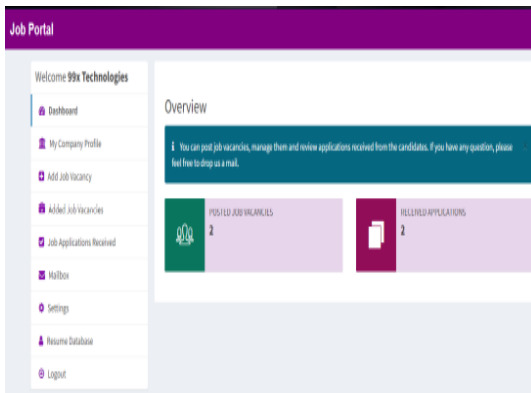 Job Portal
Welcome 99x Technologies
Dashboard
My Company Profile
Add Job Vacancy
Added Job Vacancies
Job Applications Received
Mailbox
Settings
Resume Database
Logout
Overview
You can post job vacancies, manage them and review applications received from the candidates. If you have any question, please
feel free to drop us a mail.
POSTED JOB VACANCIES
2
RECEIVED APPLICATIONS
2